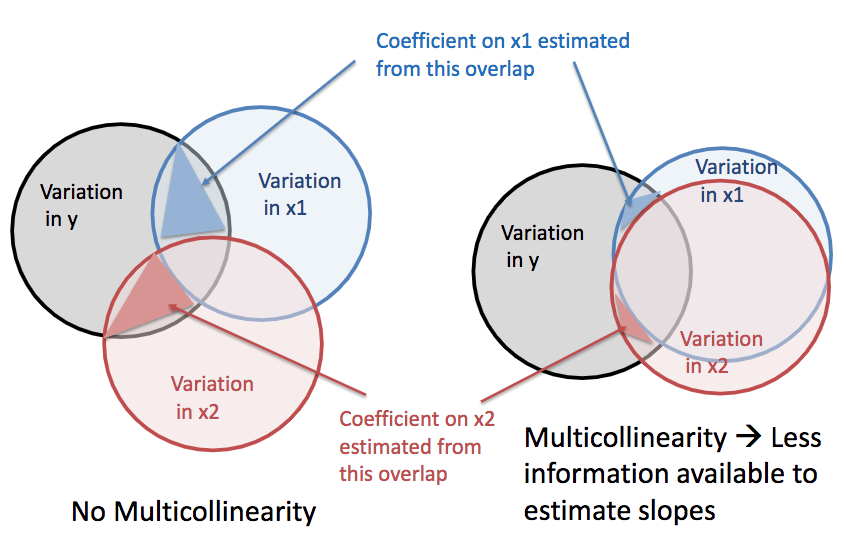 Coefficient on x1 estimated
from this overlap
Variation
in y
Variation
in x1
Variation
in x2
No Multicollinearity
Coefficient on x2
estimated from
this overlap
Variation
in x1
Variation
in y
Variation
in x2
Multicollinearity → Less
information available to
estimate slopes